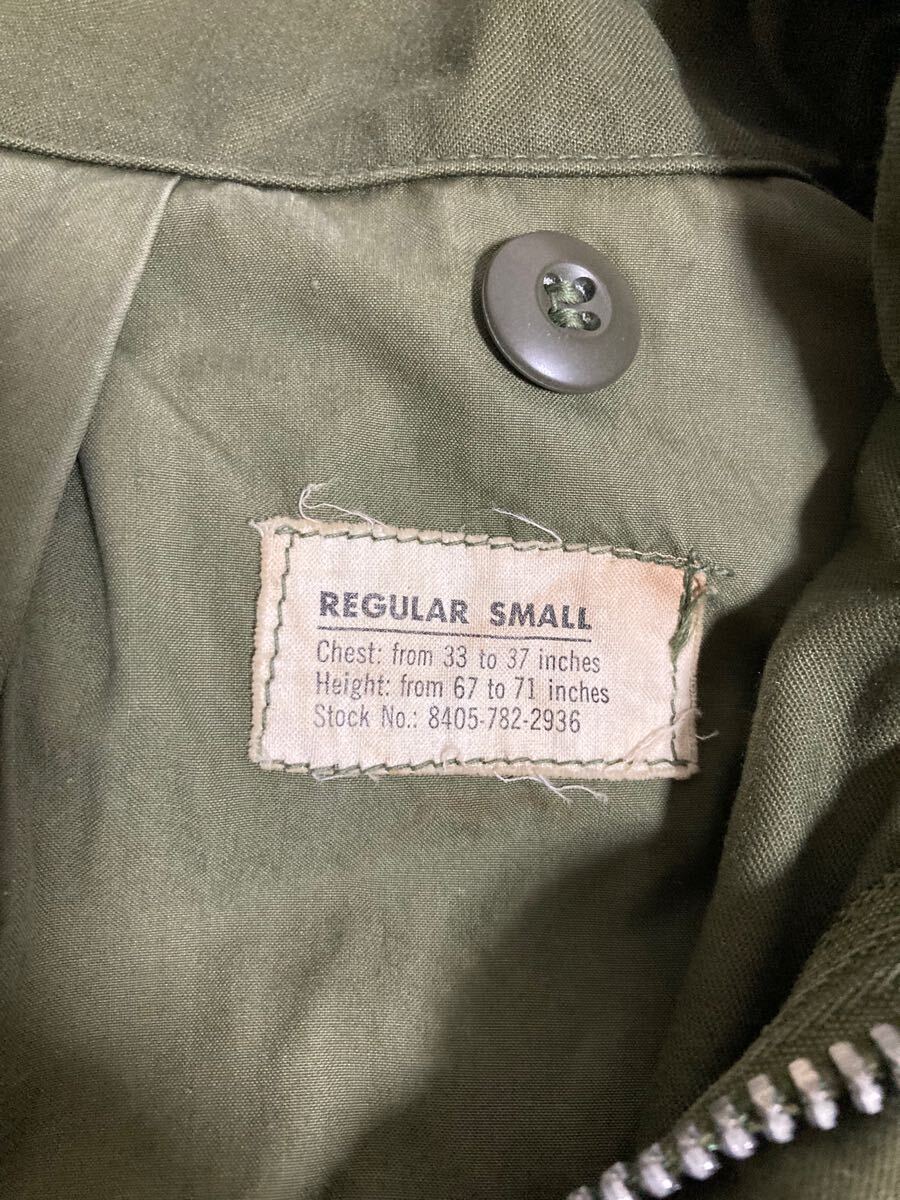 REGULAR SMALL
Chest: from 33 to 37 inches
Height: from 67 to 71 inches
Stock No.: 8405-782-2936